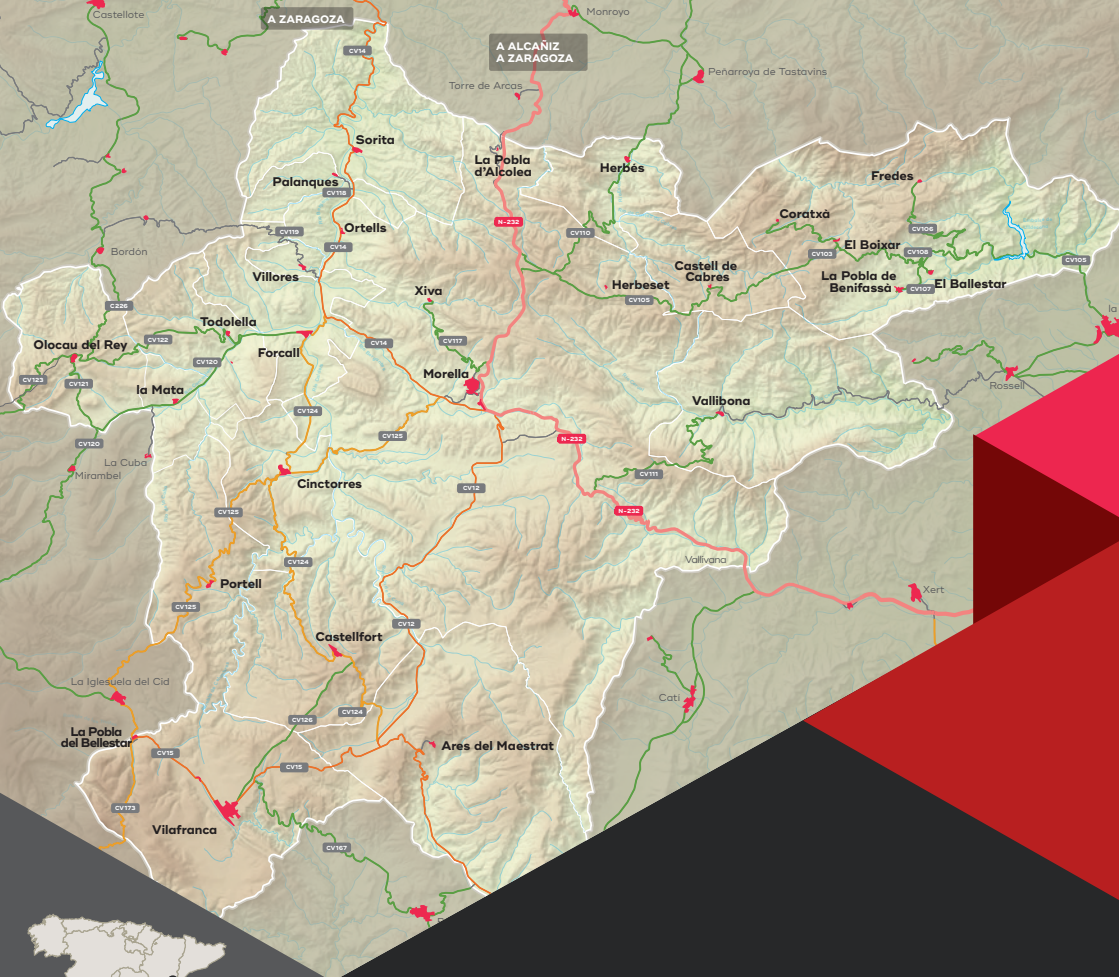 Castellote
A ZARAGOZA
Monroyo
CV14
A ALCAÑIZ
A ZARAGOZA
Peñarroya de Tastavins
Torre de Arcas
Sorita
La Pobla
d'Alcolea
Herbés
Fredes
Palanques
CV118
Coratxà
N-232
Ortells
CV119
CV110
CV106
CV14
El Boixar
CV108
CV103
Bordón
CV105
Villores
Castell de
Cabres
La Pobla de
Benifassà
CV107
El Ballestar
Xiva
Herbeset
CV105
C226
la
Todolella
CV122
CV117
CV14
Olocau del Rey
Forcall
CV120
CV123
CV121
Morella
Rossell
la Mata
Vallibona
CV124
CV125
N-232
CV120
La Cuba
Mirambel
Cinctorres
CV111
CV12
CV125
N-232
Vallivana
CV124
Portell
Xert
CV125
CV12
Castellfort
La Iglesuela del Cid
Catí
CV124
CV126
La Pobla
del Bellestar
Ares del Maestrat
CV15
CV15
CV173
Vilafranca
CV167